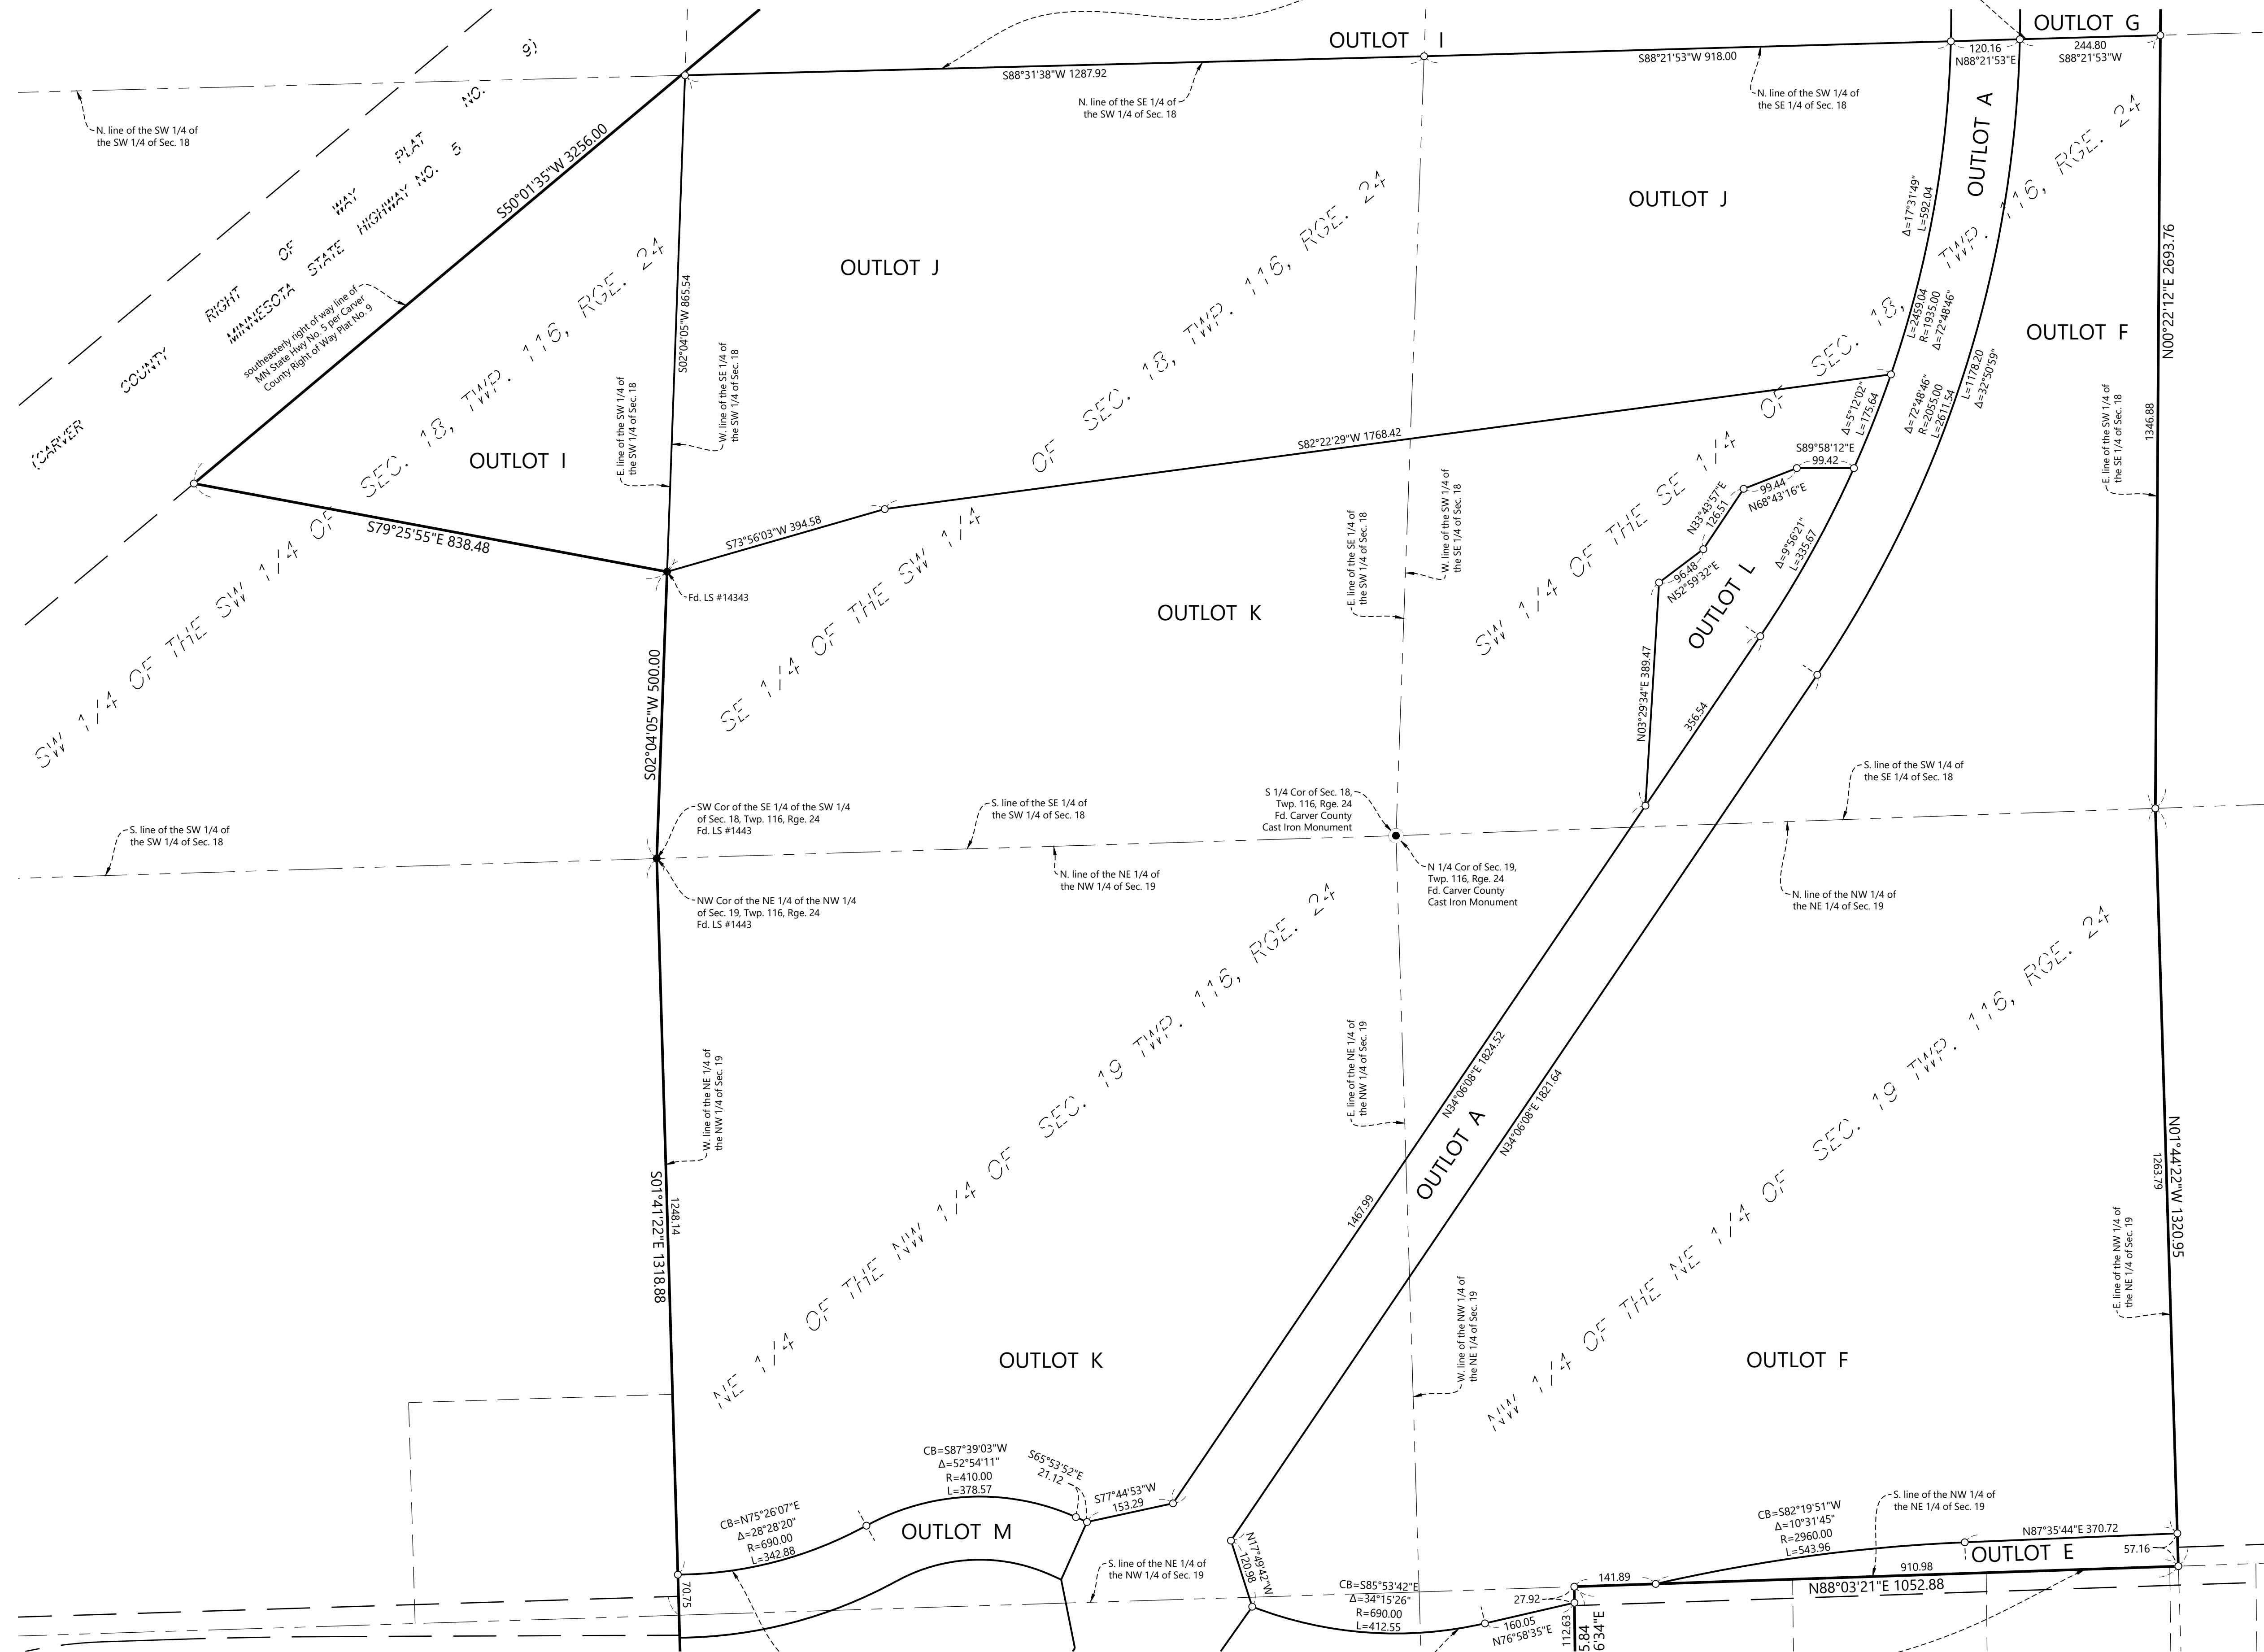 OUTLOT I
OUTLOT G
120.16
N88°21'53"E
244.80
S88°21'53"W
S88°31'38"W 1287.92
S88°21'53"W 918.00
N. line of the SE 1/4 of
the SW 1/4 of Sec. 18
N. line of the SW 1/4 of
the SE 1/4 of Sec. 18
N. line of the SW 1/4 of
the SW 1/4 of Sec. 18
(CARVER COUNTY RIGHT OF WAY PLAT NO. 9)
MINNESOTA STATE HIGHWAY NO. 5
S50°01'35"W 3256.00
southeasterly right of way line of
MN State Hwy No. 5 per Carver
County Right of Way Plat No. 9
OUTLOT A
OUTLOT J
OUTLOT J
OUTLOT F
OUTLOT I
Δ=17°31'49"
L=592.04
L=2459.04
R=1935.00
Δ=72°48'46"
Δ=72°48'46"
R=2055.00
L=2611.54
L=1178.20
Δ=32°50'59"
N00°22'12"E 2693.76
1346.88
E. line of the SW 1/4 of
the SE 1/4 of Sec. 18
S02°04'05"W 865.54
E. line of the SW 1/4 of
the SW 1/4 of Sec. 18
W. line of the SE 1/4 of
the SW 1/4 of Sec. 18
SW 1/4 OF THE SW 1/4 OF SEC. 18, TWP. 116, RGE. 24
SE 1/4 OF THE SW 1/4 OF SEC. 18, TWP. 116, RGE. 24
SW 1/4 OF THE SE 1/4 OF SEC. 18, TWP. 116, RGE. 24
S82°22'29"W 1768.42
S73°56'03"W 394.58
S79°25'55"E 838.48
Fd. LS #14343
Δ=5°12'02"
L=175.64
S89°58'12"E
99.42
99.44
N68°43'16"E
N33°43'57"E
126.51
96.48
N52°59'32"E
Δ=9°56'21"
L=335.67
OUTLOT L
N03°29'34"E 389.47
356.54
E. line of the SE 1/4 of
the SW 1/4 of Sec. 18
W. line of the SW 1/4 of
the SE 1/4 of Sec. 18
OUTLOT K
S02°04'05"W 500.00
SW Cor of the SE 1/4 of the SW 1/4
of Sec. 18, Twp. 116, Rge. 24
Fd. LS #1443
S. line of the SW 1/4 of
the SW 1/4 of Sec. 18
S. line of the SE 1/4 of
the SW 1/4 of Sec. 18
S 1/4 Cor of Sec. 18,
Twp. 116, Rge. 24
Fd. Carver County
Cast Iron Monument
S. line of the SW 1/4 of
the SE 1/4 of Sec. 18
N. line of the NE 1/4 of
the NW 1/4 of Sec. 19
N 1/4 Cor of Sec. 19,
Twp. 116, Rge. 24
Fd. Carver County
Cast Iron Monument
N. line of the NW 1/4 of
the NE 1/4 of Sec. 19
NW Cor of the NE 1/4 of the NW 1/4
of Sec. 19, Twp. 116, Rge. 24
Fd. LS #1443
NE 1/4 OF THE NW 1/4 OF SEC. 19 TWP. 116, RGE. 24
NW 1/4 OF THE NE 1/4 OF SEC. 19 TWP. 116, RGE. 24
W. line of the NE 1/4 of
the NW 1/4 of Sec. 19
S01°41'22"E 1318.88
1248.14
E. line of the NE 1/4 of
the NW 1/4 of Sec. 19
N34°06'08"E 1824.52
1467.99
OUTLOT A
N34°06'08"E 1821.64
W. line of the NW 1/4 of
the NE 1/4 of Sec. 19
N01°44'22"W 1320.95
1263.79
E. line of the NW 1/4 of
the NE 1/4 of Sec. 19
OUTLOT K
OUTLOT F
CB=N75°26'07"E
Δ=28°28'20"
R=690.00
L=342.88
CB=S87°39'03"W
Δ=52°54'11"
R=410.00
L=378.57
S65°53'52"E
21.12
S77°44'53"W
153.29
OUTLOT M
70.75
S. line of the NE 1/4 of
the NW 1/4 of Sec. 19
N17°49'42"W
120.98
CB=S85°53'42"E
Δ=34°15'26"
R=690.00
L=412.55
160.05
N76°58'35"E
27.92
112.63
5.84
6'34"E
141.89
CB=S82°19'51"W
Δ=10°31'45"
R=2960.00
L=543.96
S. line of the NW 1/4 of
the NE 1/4 of Sec. 19
N87°35'44"E 370.72
OUTLOT E
57.16
910.98
N88°03'21"E 1052.88